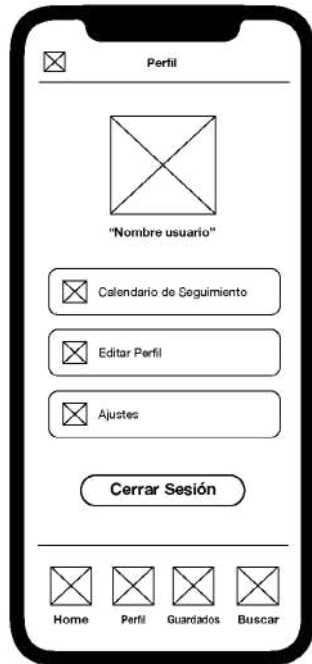 Perfil
"Nombre usuario"
Calendario de Seguimiento
Editar Perfil
Ajustes
Cerrar Sesión
Home Perfil Guardados Buscar